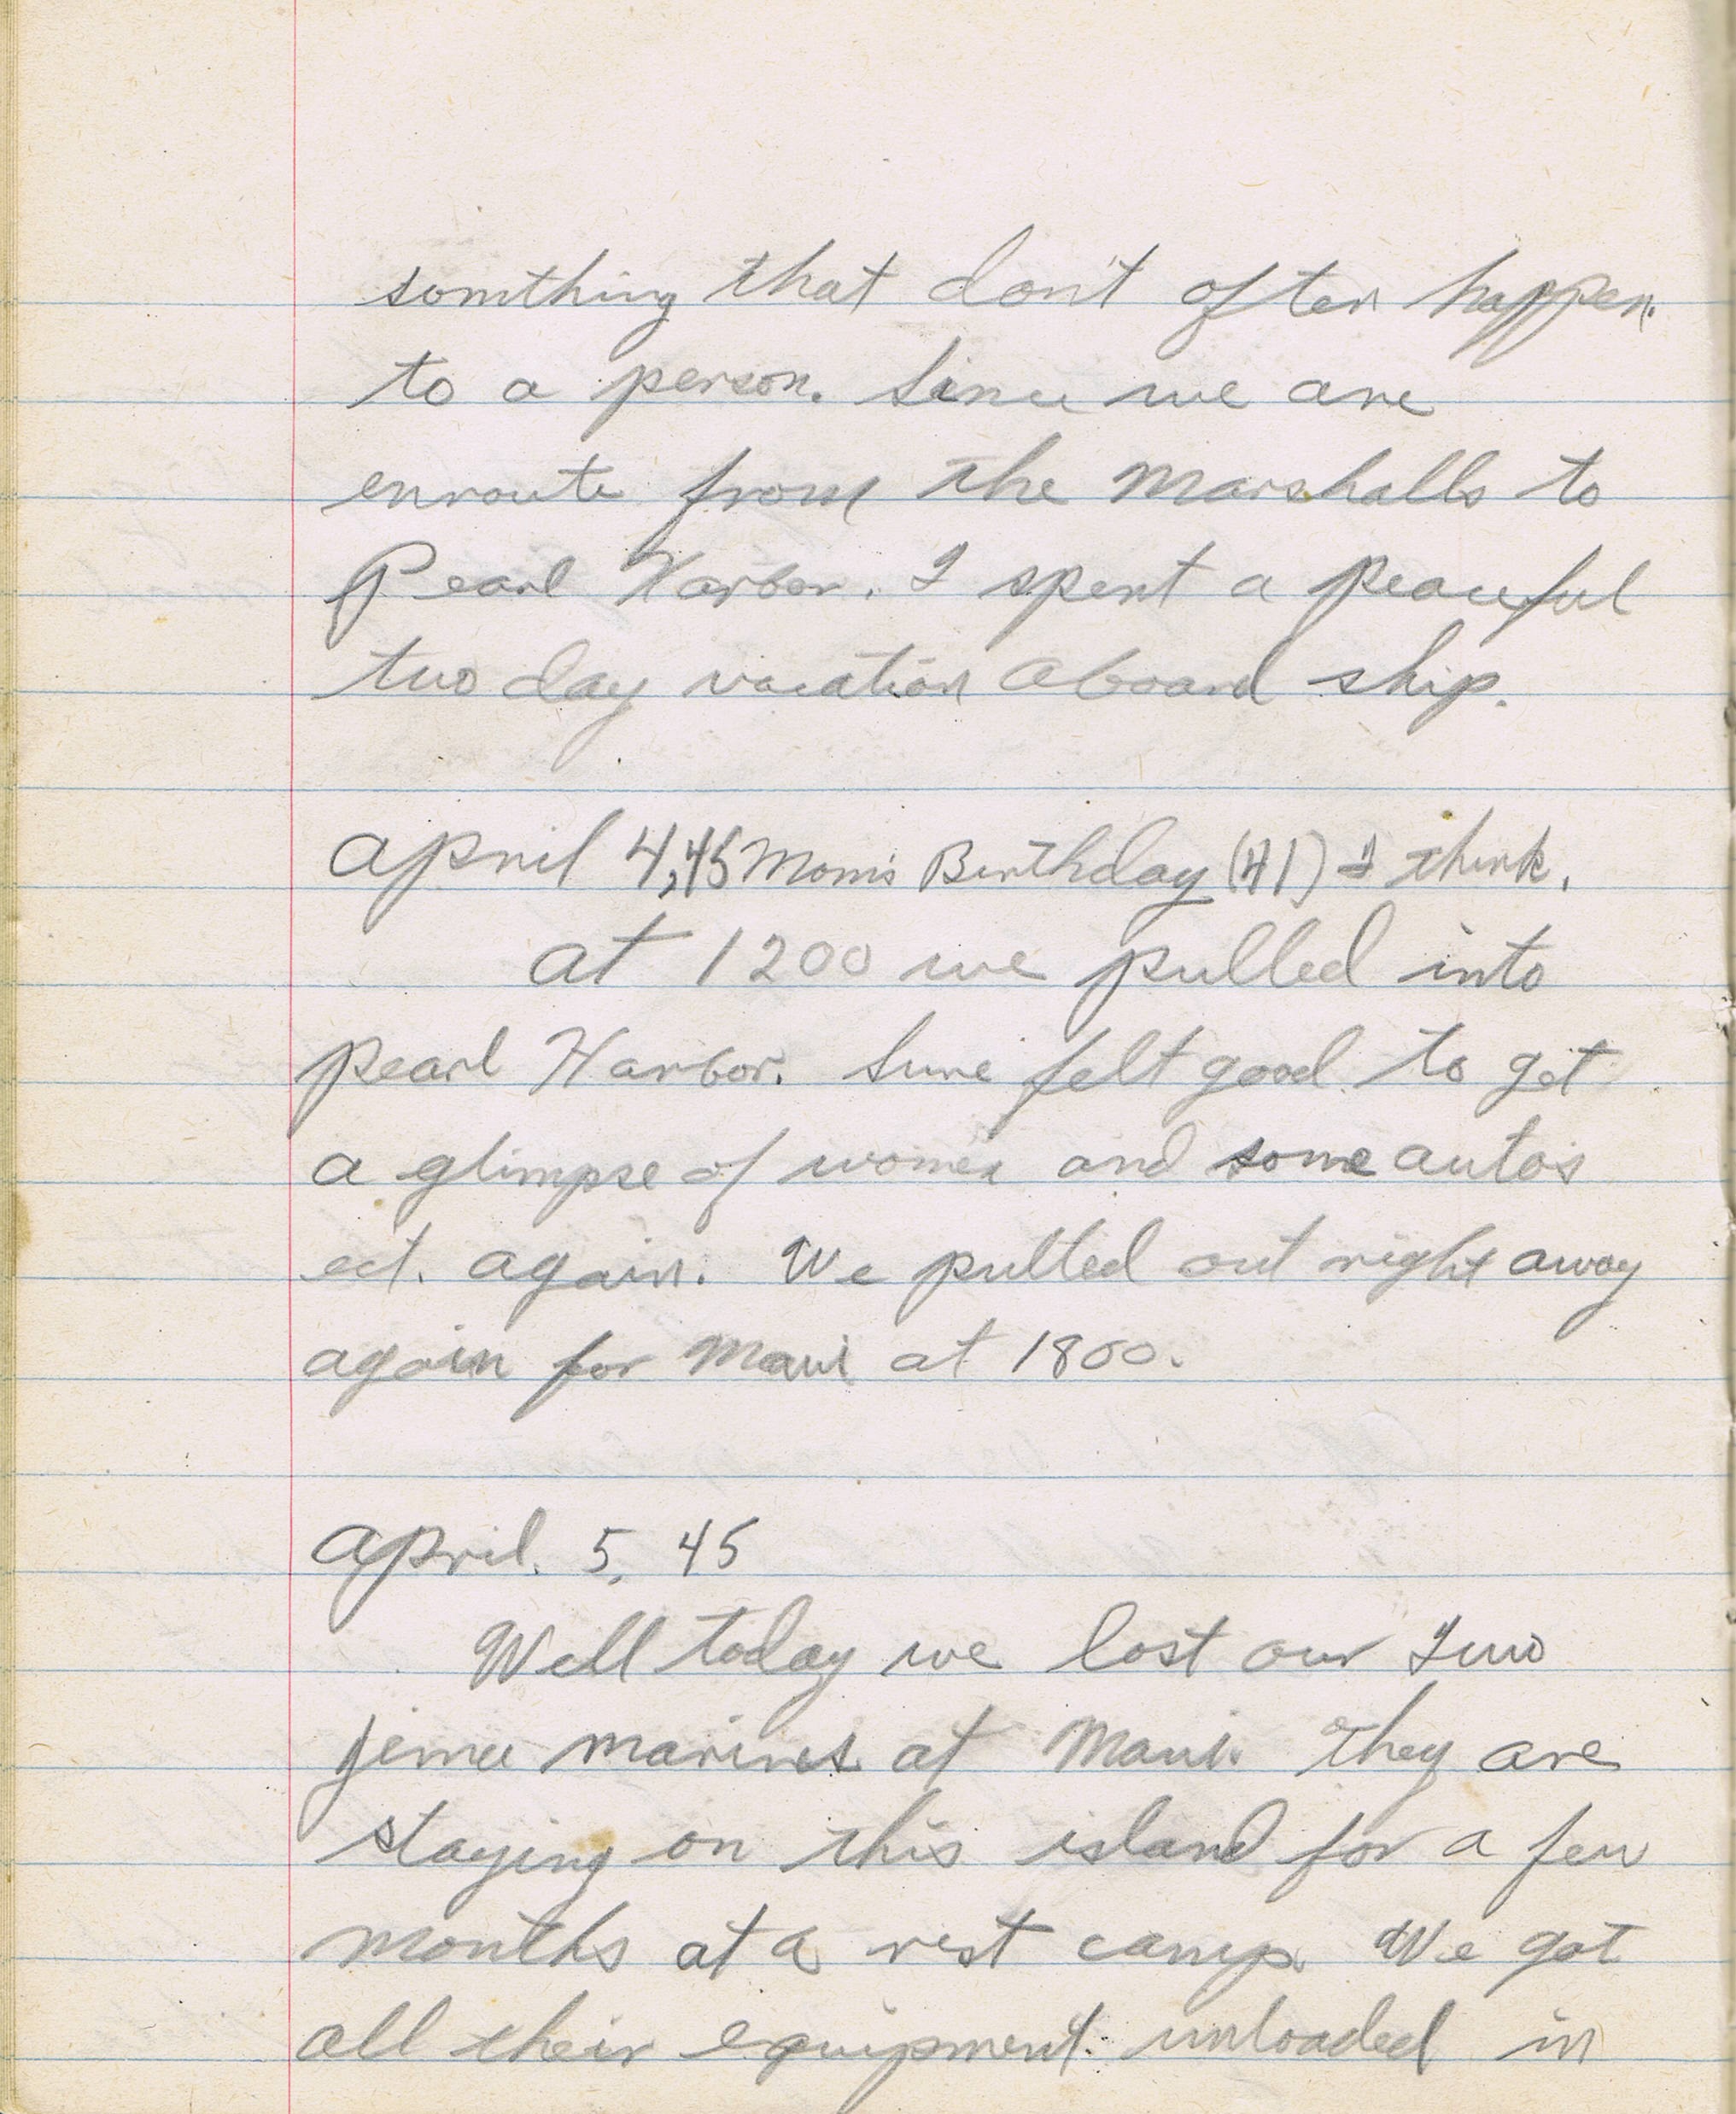 somthing that don't often happen.
to a person. Since we are
enroute from the Marshalls to
Pearl Harbor. I spent a peaceful
two day vacation aboard ship.
April 4, 45 Mom's Birthday (41) I think.
at 1200 we pulled into
Pearl Harbor. Sure felt good to get
a glimpse of women and some autos
ect. again. We pulled out right away
again for Maui at 1800.
April. 5, 45
Well today we lost our Iwo
jima marines at Maui. They are
staying on this island for a few
months at a rest camp. We got
all their equipment unloaded in